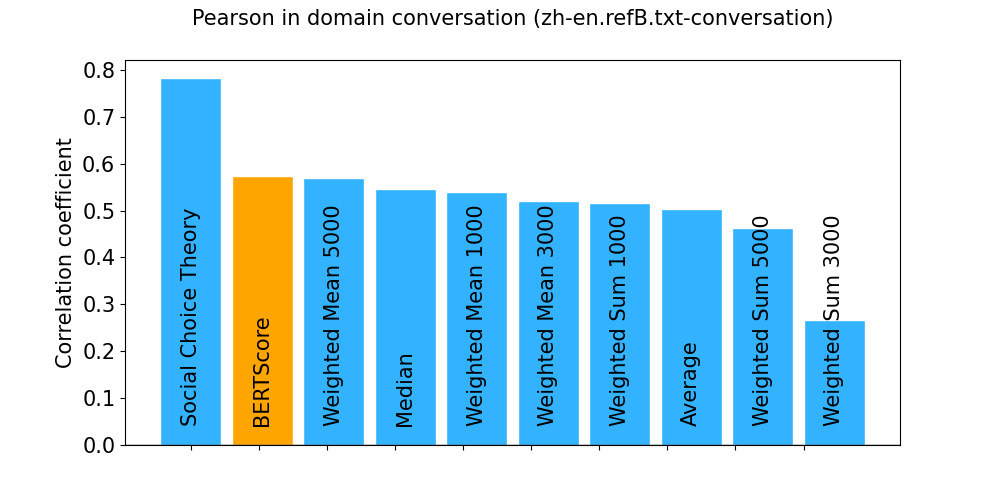 Pearson in domain conversation (zh-en.refB.txt-conversation)
Correlation coefficient
0.8
0.7
0.6
0.5
0.4
0.3
0.2
0.1
0.0
Social Choice Theory
BERTScore
Weighted Mean 5000
Median
Weighted Mean 1000
Weighted Mean 3000
Weighted Sum 1000
Average
Weighted Sum 5000
Weighted Sum 3000